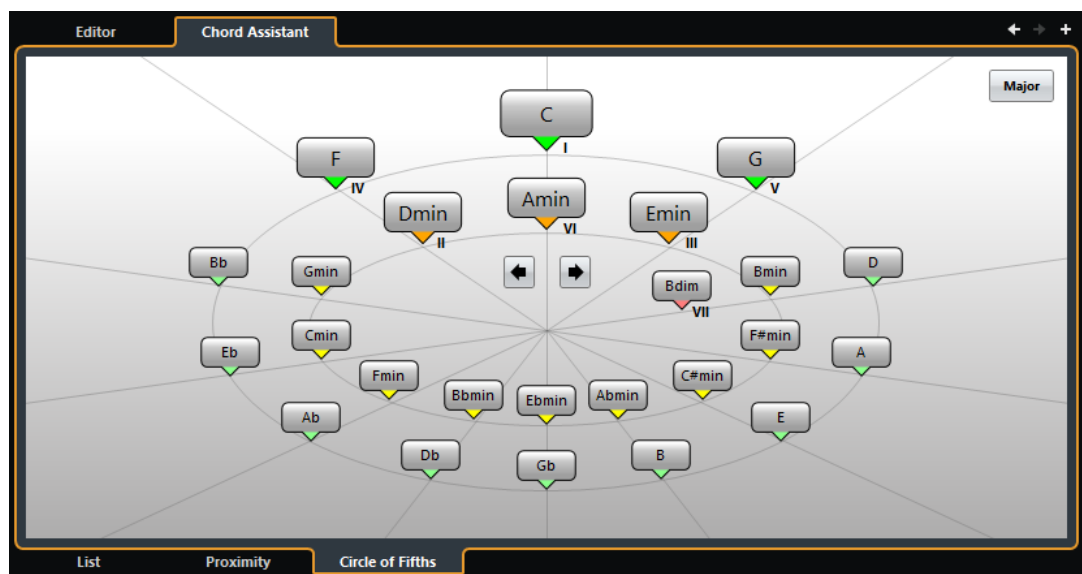 Editor Chord Assistant
Major
C
I
F G
IV V
Amin
Dmin Emin
VI
II III
Bb Gmin Bmin D
Bdim
VII
Cmin F#min
Eb A
Fmin C#min
Bbmin Ebmin Abmin
Ab E
Db B
Gb
List Proximity Circle of Fifths